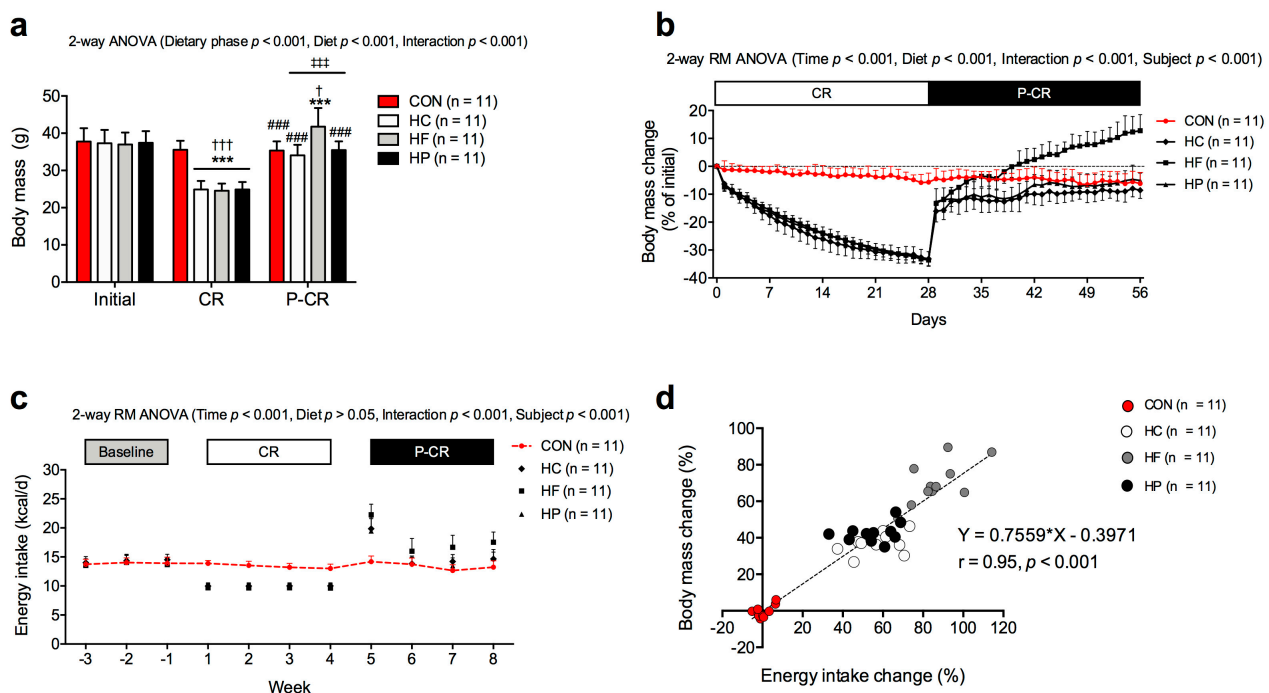 a
2-way ANOVA (Dietary phase p < 0.001, Diet p < 0.001, Interaction p < 0.001)
Body mass (g)
50
40
30
20
10
0
Initial
CR
P-CR
†††
***
###
###
‡‡‡
†
***
###
CON (n = 11)
HC (n = 11)
HF (n = 11)
HP (n = 11)
b
2-way RM ANOVA (Time p < 0.001, Diet p < 0.001, Interaction p < 0.001, Subject p < 0.001)
CR
P-CR
Body mass change
(% of initial)
20
10
0
-10
-20
-30
-40
0 7 14 21 28 35 42 49 56
Days
CON (n = 11)
HC (n = 11)
HF (n = 11)
HP (n = 11)
c
2-way RM ANOVA (Time p < 0.001, Diet p > 0.05, Interaction p < 0.001, Subject p < 0.001)
Baseline
CR
P-CR
Energy intake (kcal/d)
30
25
20
15
10
5
0
-3 -2 -1 1 2 3 4 5 6 7 8
Week
CON (n = 11)
HC (n = 11)
HF (n = 11)
HP (n = 11)
d
Body mass change (%)
100
80
60
40
20
-20
-20 0 20 40 60 80 100 120
Energy intake change (%)
Y = 0.7559*X - 0.3971
r = 0.95, p < 0.001
CON (n = 11)
HC (n = 11)
HF (n = 11)
HP (n = 11)